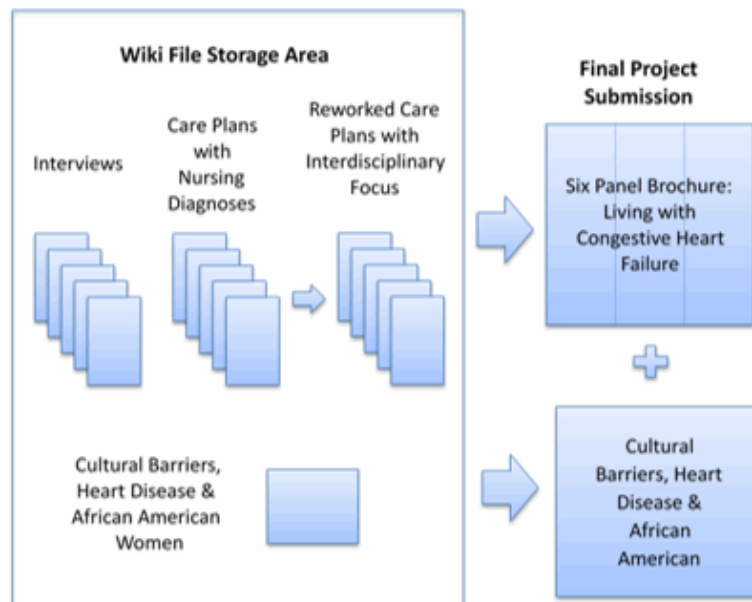 Wiki File Storage Area
Interviews
Care Plans
with
Nursing
Diagnoses
Reworked Care
Plans with
Interdisciplinary
Focus
Cultural Barriers,
Heart Disease &
African American
Women
Final Project
Submission
Six Panel Brochure:
Living with
Congestive Heart
Failure
Cultural
Barriers, Heart
Disease &
African
American